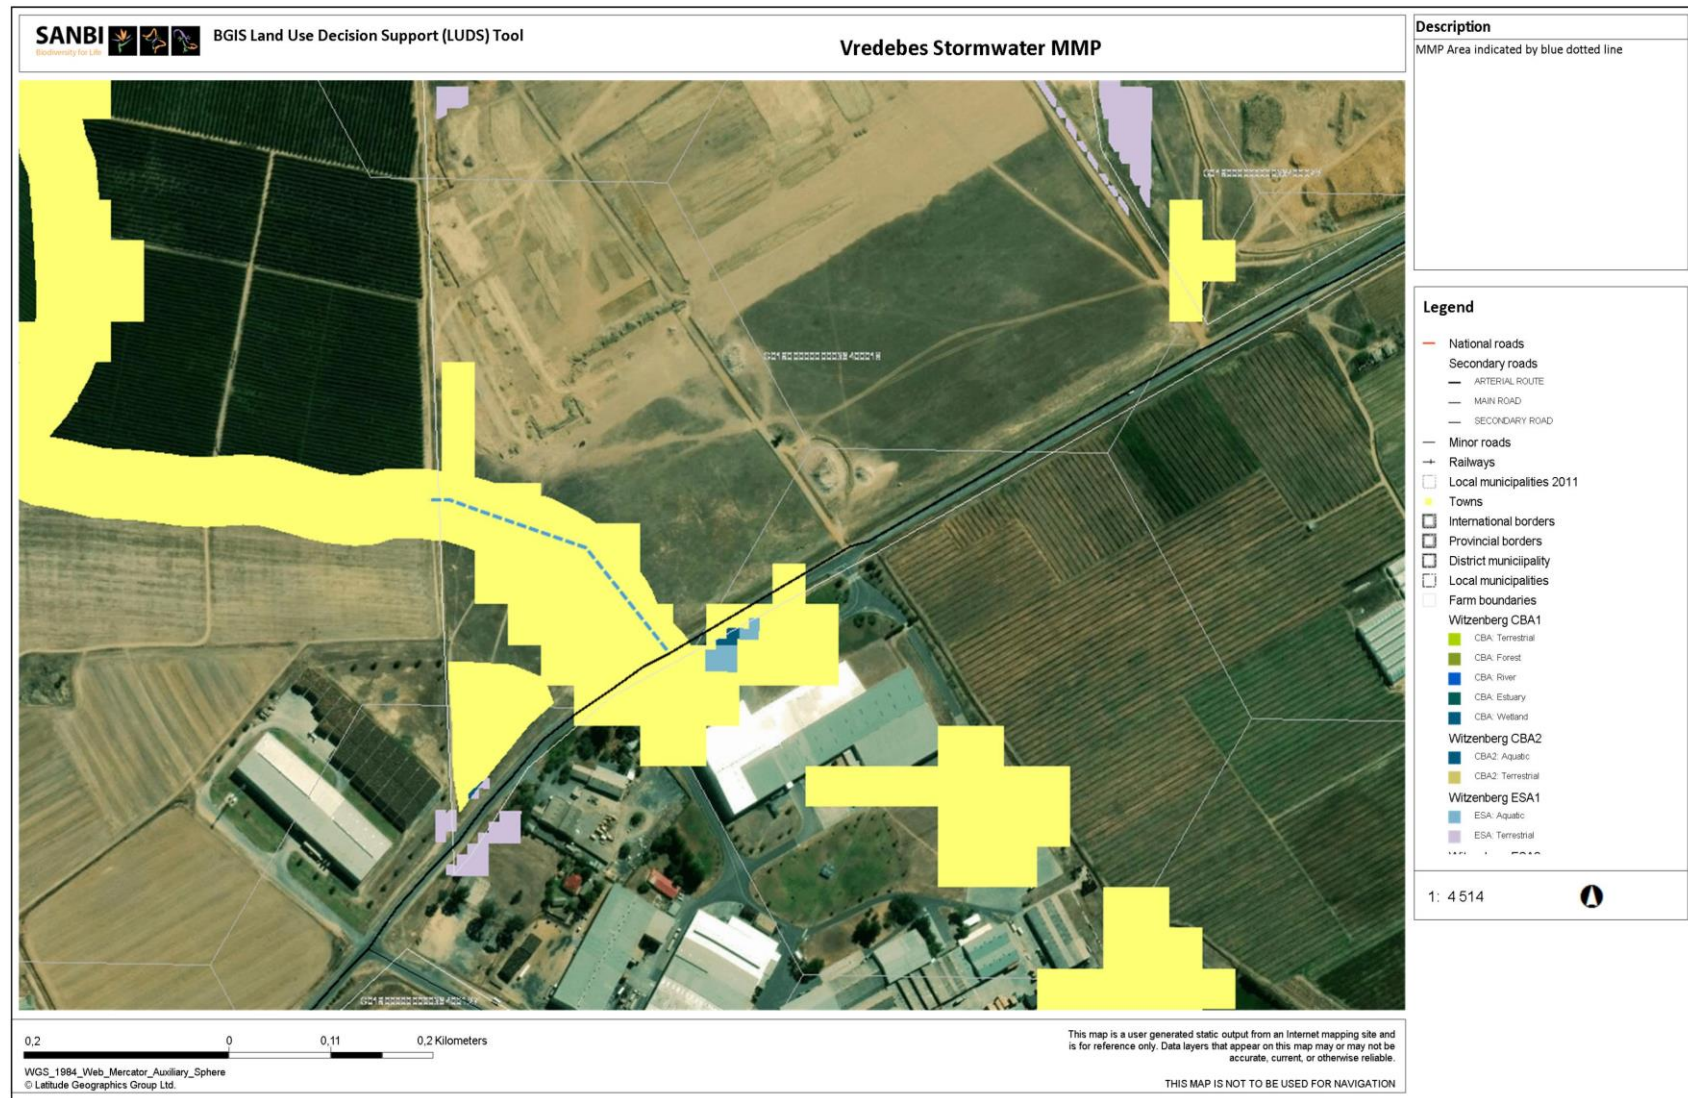 SANBI
Biodiversity for Life
BGIS Land Use Decision Support (LUDS) Tool
Vredebes Stormwater MMP
Description
MMP Area indicated by blue dotted line
Legend
National roads
Secondary roads
ARTERIAL ROUTE
MAIN ROAD
SECONDARY ROAD
Minor roads
Railways
Local municipalities 2011
Towns
International borders
Provincial borders
District municiipality
Local municipalities
Farm boundaries
Witzenberg CBA1
CBA: Terrestrial
CBA: Forest
CBA: River
CBA: Estuary
CBA: Wetland
Witzenberg CBA2
CBA2: Aquatic
CBA2: Terrestrial
Witzenberg ESA1
ESA: Aquatic
ESA: Terrestrial
1: 4 514
0,2 0 0,11 0,2 Kilometers
WGS_1984_Web_Mercator_Auxiliary_Sphere
© Latitude Geographics Group Ltd.
This map is a user generated static output from an Internet mapping site and
is for reference only. Data layers that appear on this map may or may not be
accurate, current, or otherwise reliable.
THIS MAP IS NOT TO BE USED FOR NAVIGATION